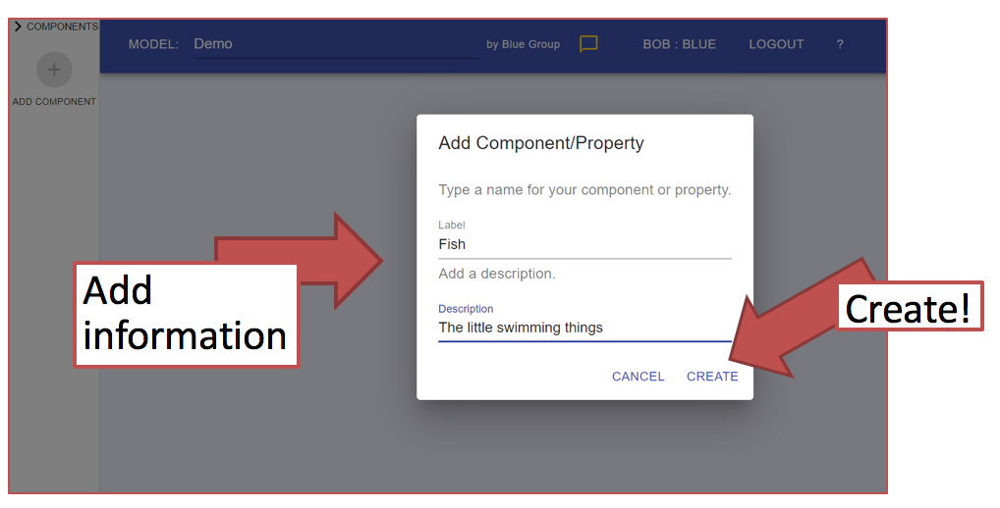 COMPONENTS
MODEL: Demo by Blue Group BOB : BLUE LOGOUT ?
ADD COMPONENT
Add Component/Property
Type a name for your component or property.
Label
Fish
Add a description.
Description
The little swimming things
CANCEL CREATE
Add
information
Create!